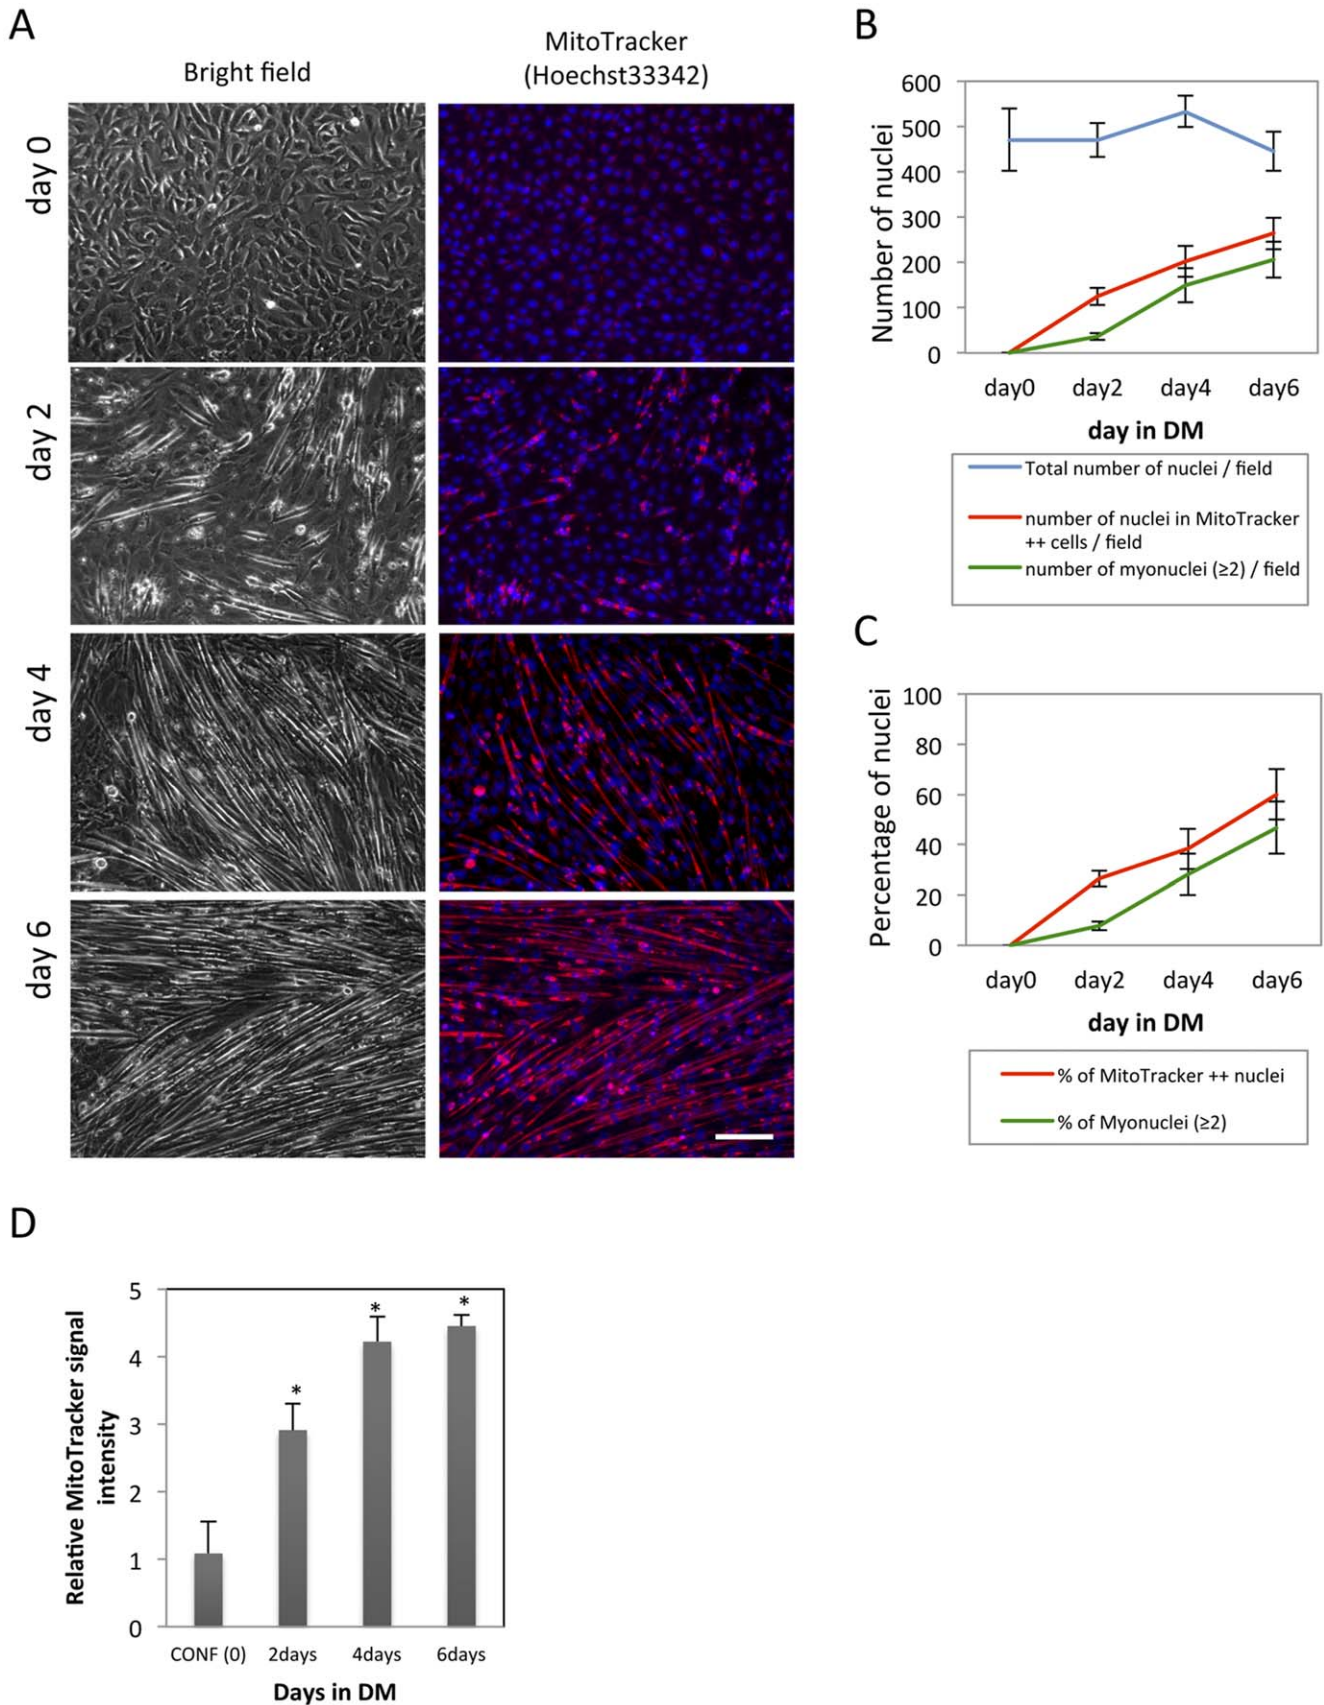 A
Bright field
MitoTracker
(Hoechst33342)
day 0
day 2
day 4
day 6
B
600
500
400
300
200
100
0
Number of nuclei
day0 day2 day4 day6
day in DM
Total number of nuclei / field
number of nuclei in MitoTracker
++ cells / field
number of myonuclei (≥2) / field
C
100
80
60
40
20
0
Percentage of nuclei
day0 day2 day4 day6
day in DM
% of MitoTracker ++ nuclei
% of Myonuclei (≥2)
D
5
4
3
2
1
0
Relative MitoTracker signal
intensity
* * *
CONF (0) 2days 4days 6days
Days in DM